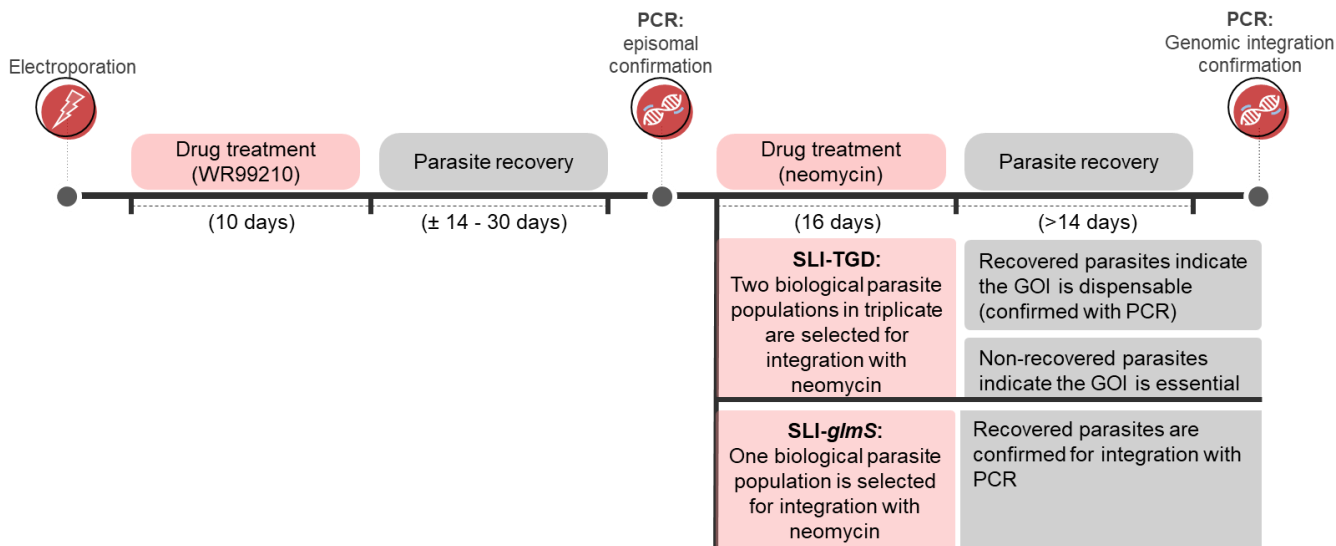 Electroporation
PCR:
episomal
confirmation
PCR:
Genomic integration
confirmation
Drug treatment
(WR99210)
Parasite recovery
Drug treatment
(neomycin)
Parasite recovery
(10 days)
(± 14 - 30 days)
(16 days)
(>14 days)
SLI-TGD:
Two biological parasite
populations in triplicate
are selected for
integration with
neomycin
Recovered parasites indicate
the GOI is dispensable
(confirmed with PCR)
Non-recovered parasites
indicate the GOI is essential
SLI-glmS:
One biological parasite
population is selected
for integration with
neomycin
Recovered parasites are
confirmed for integration with
PCR